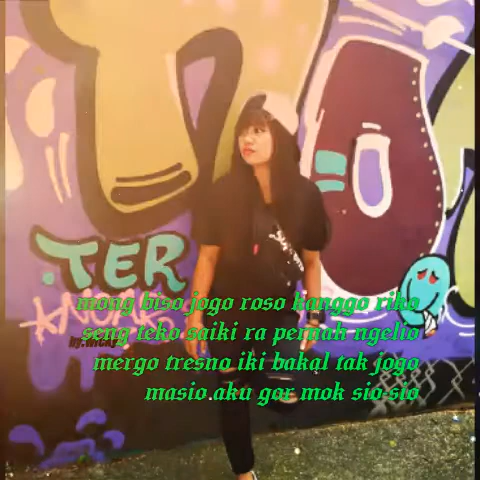 .TER
mong biso jogo roso kanggo riko
seng teko saiki ra pernah ngelio
mergo tresno iki bakal tak jogo
masio aku gor mok sio-sio